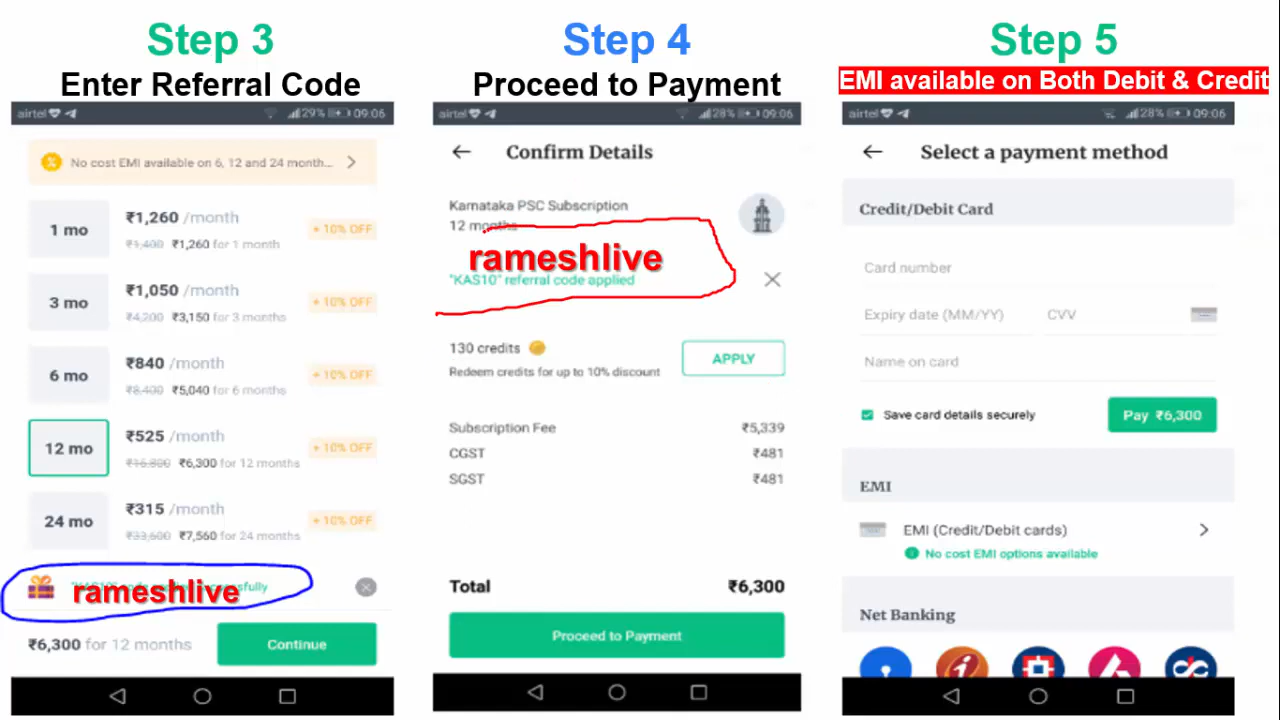 Step 3
Enter Referral Code
airtel 29% 09:06
No cost EMI available on 6, 12 and 24 month...
1 mo
₹1,260 /month
₹1,400 ₹1,260 for 1 month
+ 10% OFF
3 mo
₹1,050 /month
₹4,200 ₹3,150 for 3 months
+ 10% OFF
6 mo
₹840 /month
₹8,400 ₹5,040 for 6 months
+ 10% OFF
12 mo
₹525 /month
₹16,800 ₹6,300 for 12 months
+ 10% OFF
24 mo
₹315 /month
₹33,600 ₹7,560 for 24 months
+ 10% OFF
rameshlive
₹6,300 for 12 months
Continue
Step 4
Proceed to Payment
airtel 28% 09:06
Confirm Details
Karnataka PSC Subscription
12 months
rameshlive
"KAS10" referral code applied
130 credits
Redeem credits for up to 10% discount
APPLY
Subscription Fee ₹5,339
CGST ₹481
SGST ₹481
Total ₹6,300
Proceed to Payment
Step 5
EMI available on Both Debit & Credit
airtel 28% 09:06
Select a payment method
Credit/Debit Card
Card number
Expiry date (MM/YY) CVV
Name on card
Save card details securely
Pay ₹6,300
EMI
EMI (Credit/Debit cards)
No cost EMI options available
Net Banking